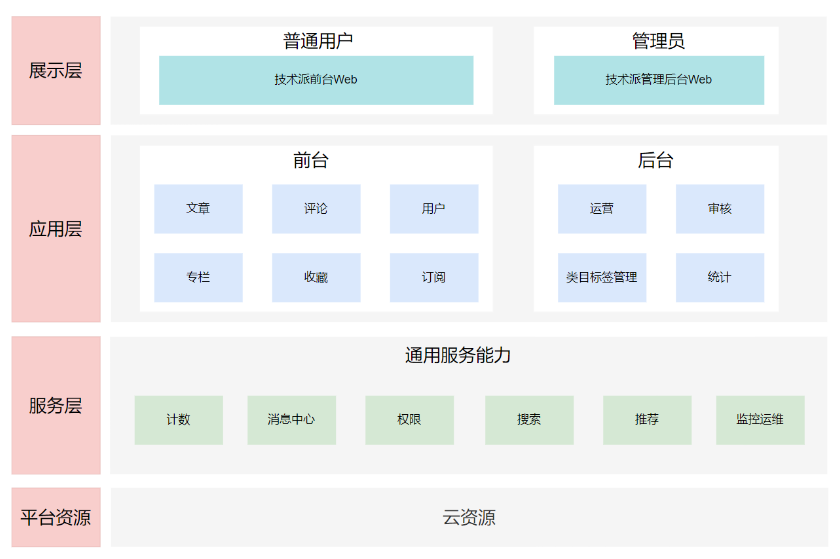 展示层
普通用户
管理员
技术派前台Web
技术派管理后台Web
应用层
前台
后台
文章
评论
用户
运营
审核
专栏
收藏
订阅
类目标签管理
统计
服务层
通用服务能力
计数
消息中心
权限
搜索
推荐
监控运维
平台资源
云资源